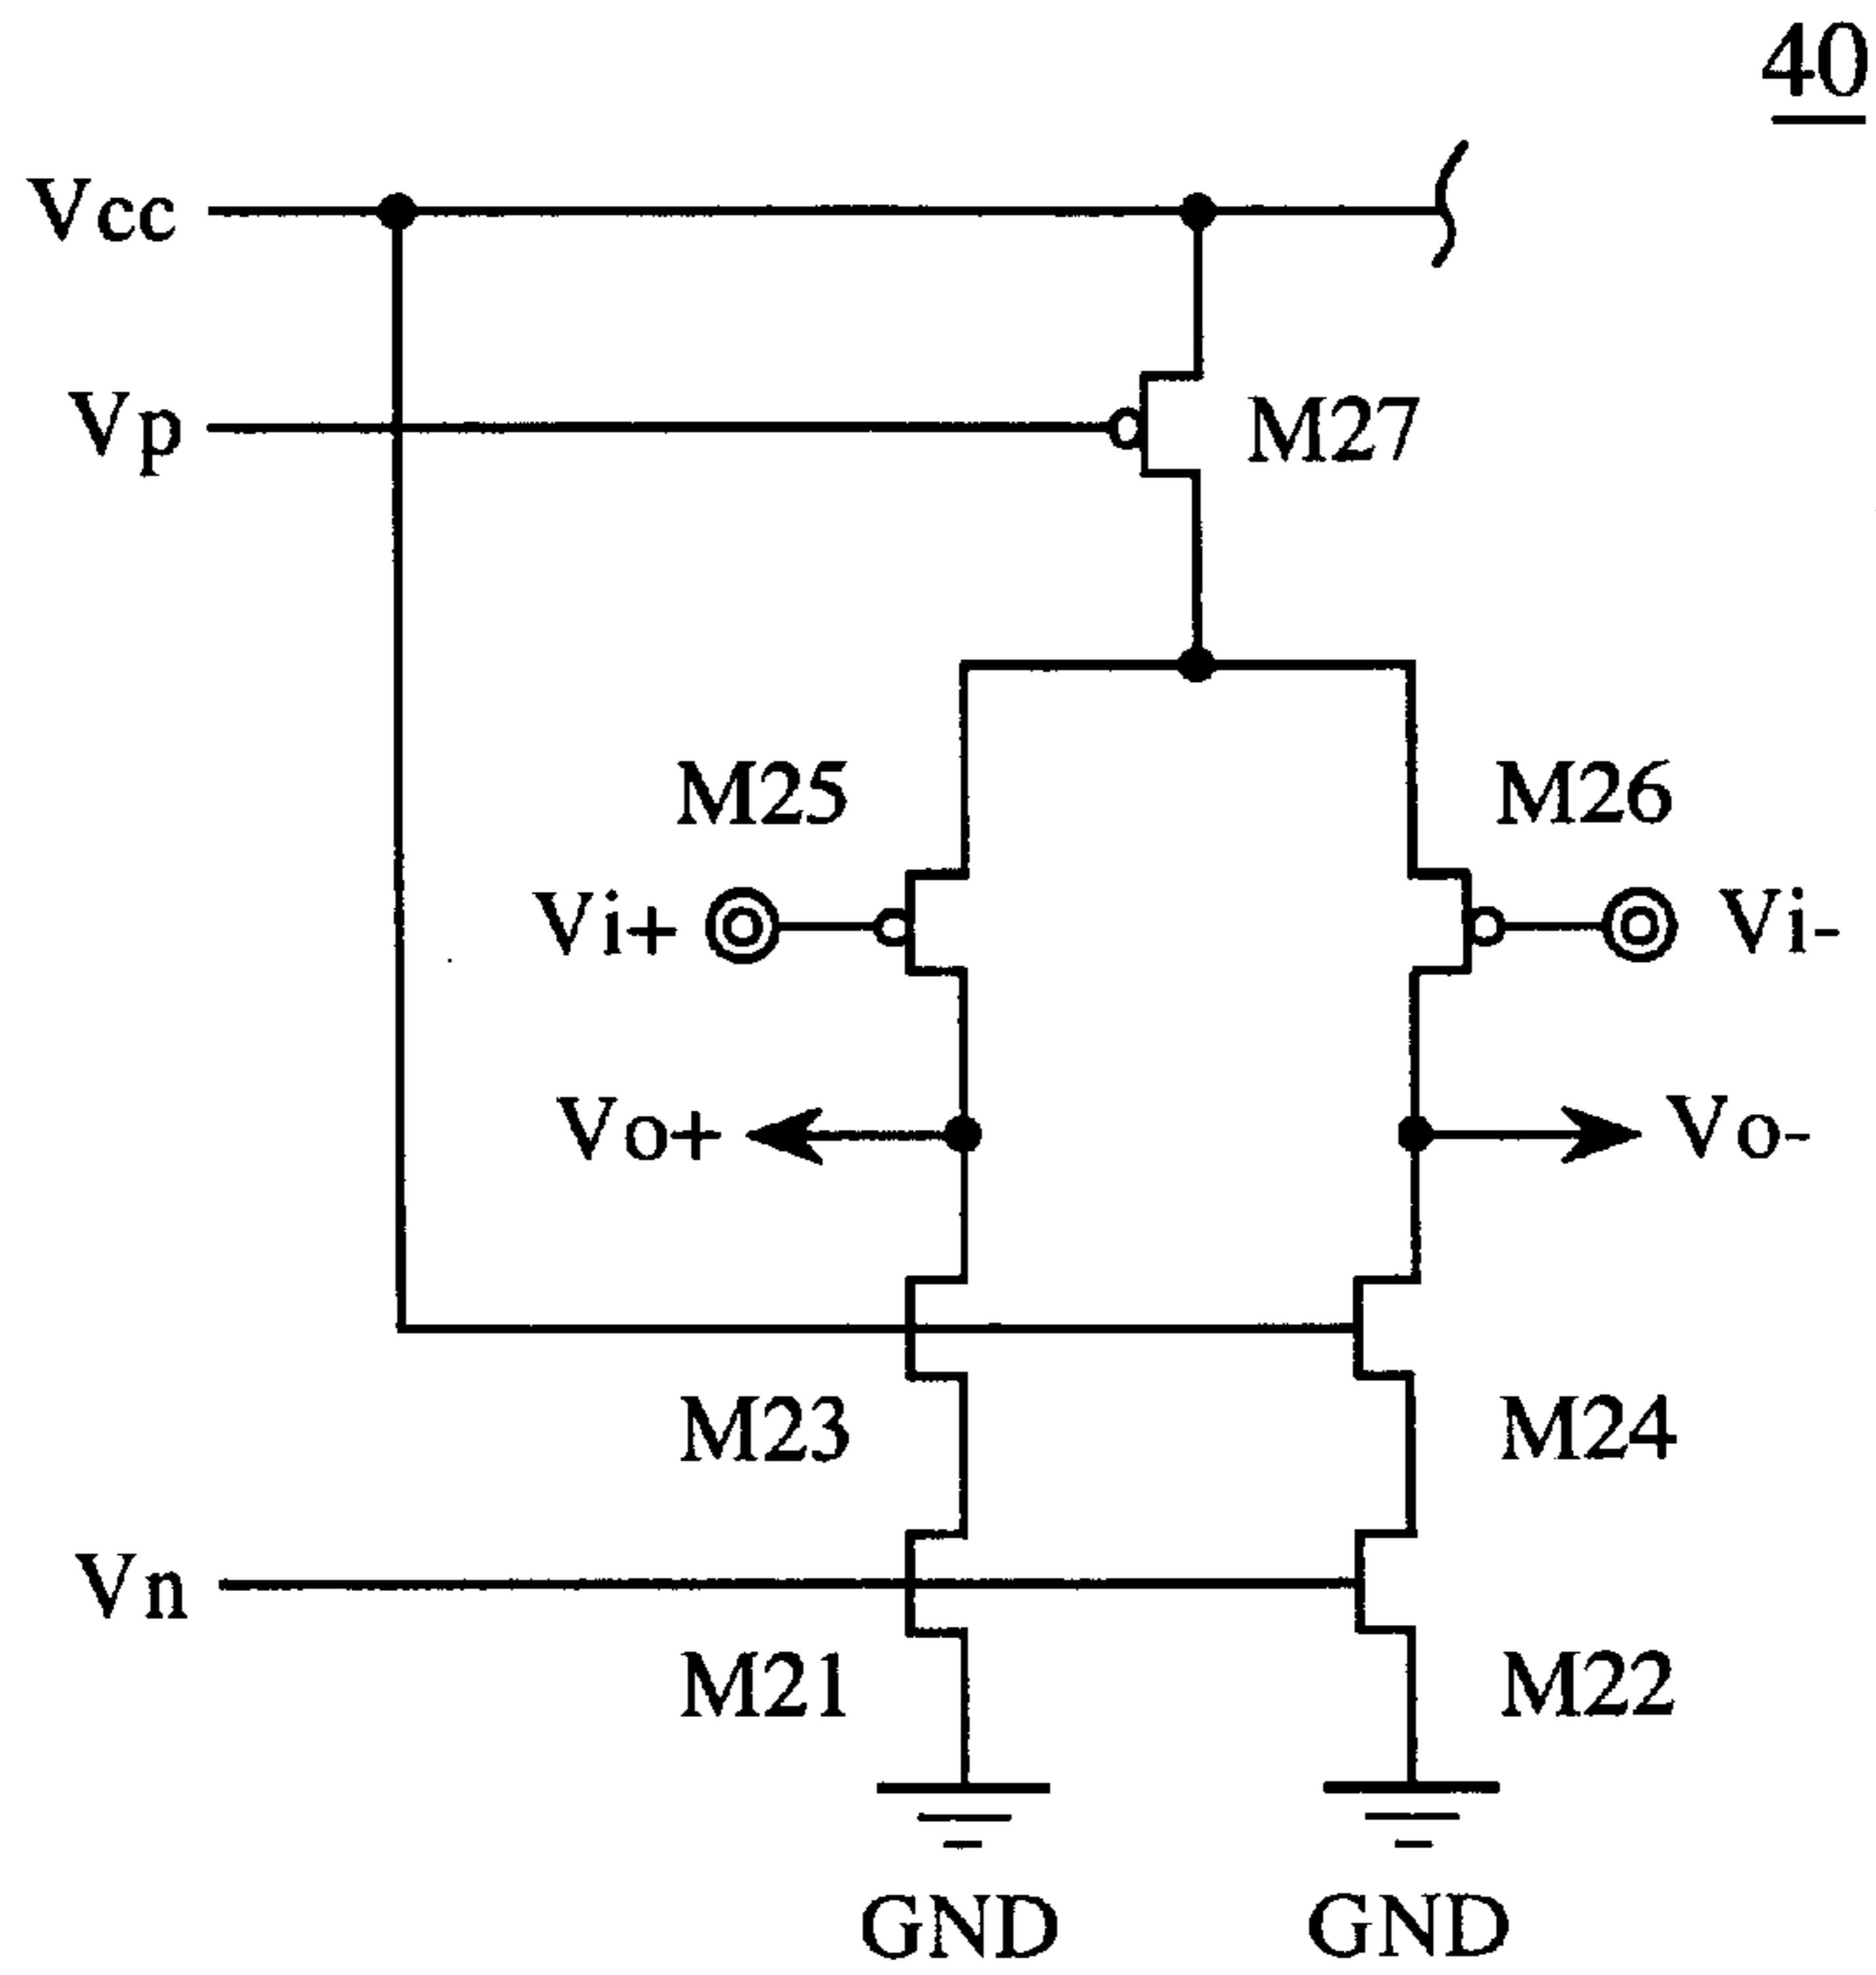 40
Vcc
Vp
M27
M25
M26
Vi+
Vi-
Vo+
Vo-
M23
M24
Vn
M21
M22
GND
GND